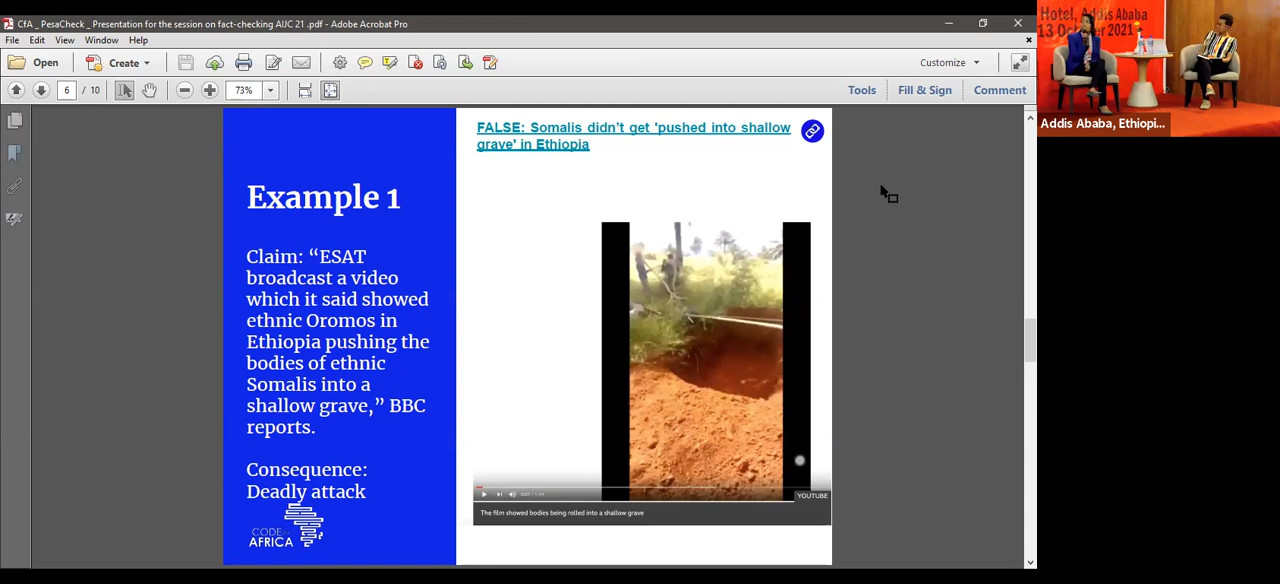 CfA _ PesaCheck _ Presentation for the session on fact-checking AIJC 21 .pdf - Adobe Acrobat Pro
File Edit View Window Help
Open Create Customize
6 / 10 73% Tools Fill & Sign Comment
Hotel, Addis Ababa
13 October 2021
Addis Ababa, Ethiopi...
FALSE: Somalis didn't get 'pushed into shallow
grave' in Ethiopia
Example 1
Claim: “ESAT
broadcast a video
which it said showed
ethnic Oromos in
Ethiopia pushing the
bodies of ethnic
Somalis into a
shallow grave,” BBC
reports.
Consequence:
Deadly attack
CODE
AFRICA
YOUTUBE
The film showed bodies being rolled into a shallow grave